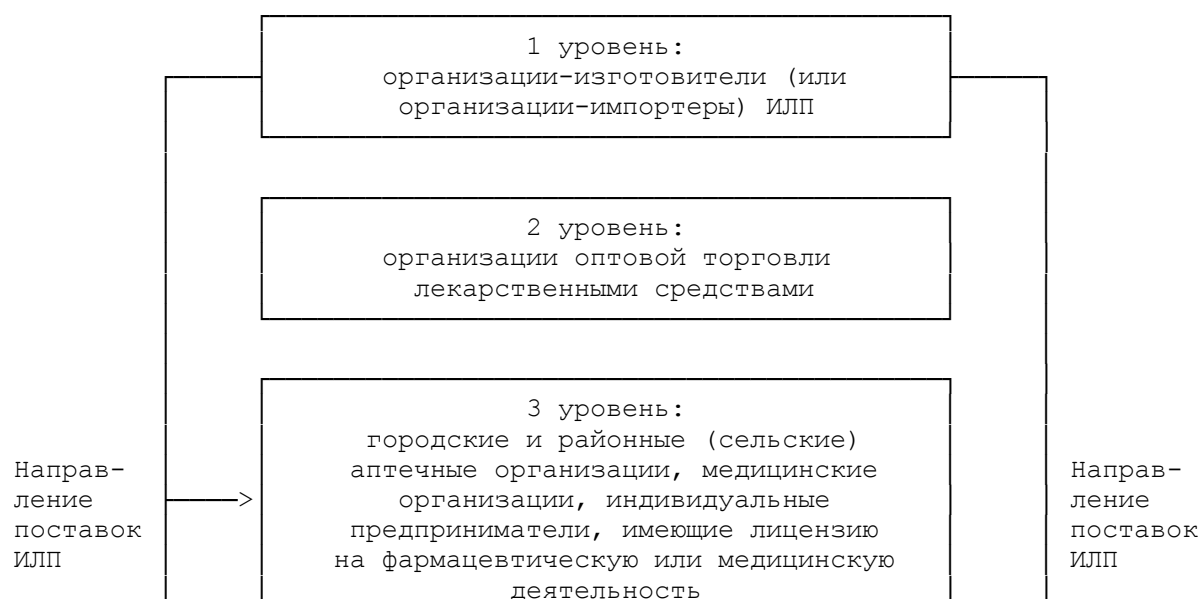 1 уровень:
организации-изготовители (или
организации-импортеры) ИЛП
2 уровень:
организации оптовой торговли
лекарственными средствами
3 уровень:
городские и районные (сельские)
аптечные организации, медицинские
организации, индивидуальные
предприниматели, имеющие лицензию
на фармацевтическую или медицинскую
деятельность
Направ-
ление
поставок
ИЛП
Направ-
ление
поставок
ИЛП